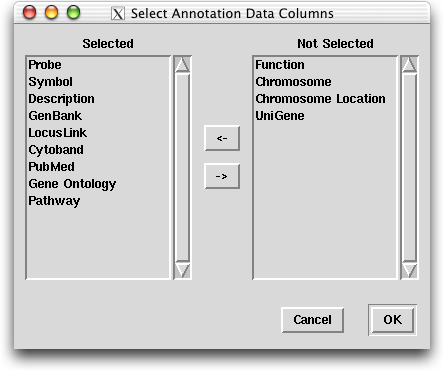 Select Annotation Data Columns
Selected
Probe
Symbol
Description
GenBank
LocusLink
Cytoband
PubMed
Gene Ontology
Pathway
<-
->
Not Selected
Function
Chromosome
Chromosome Location
UniGene
Cancel
OK